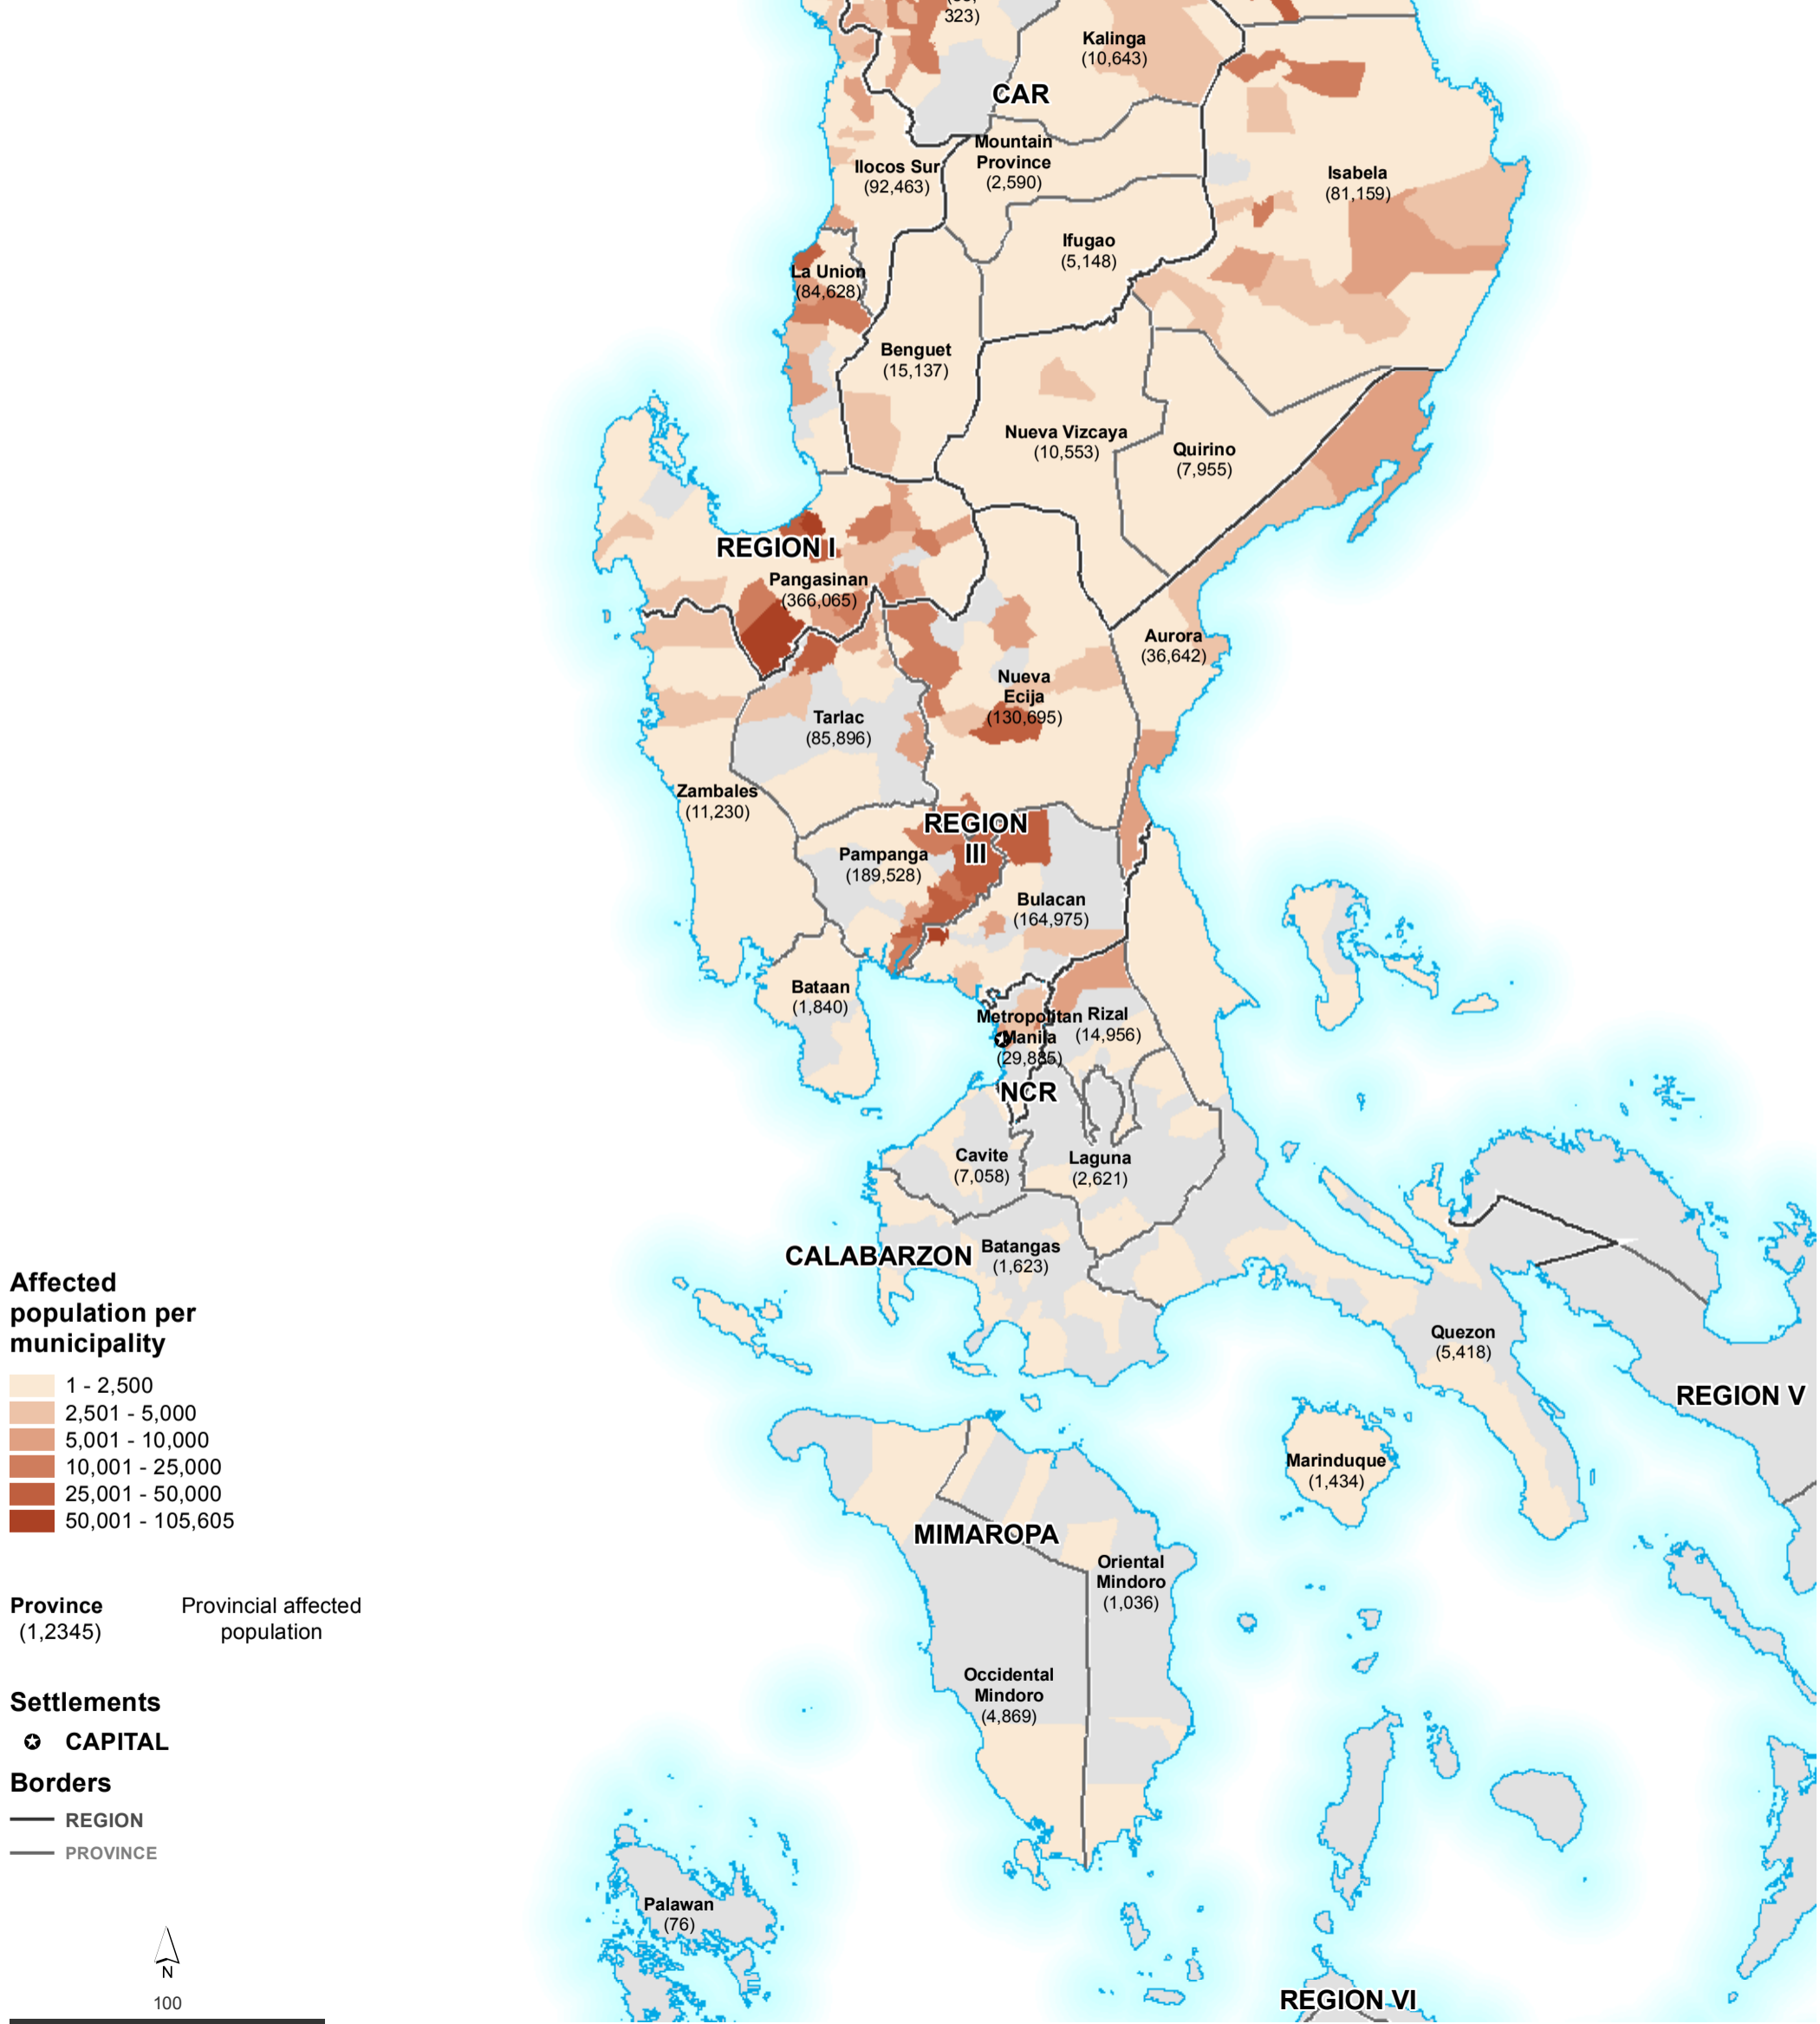 323)
Kalinga
(10,643)
CAR
Mountain
Province
(2,590)
Ilocos Sur
(92,463)
Isabela
(81,159)
Ifugao
(5,148)
La Union
(84,628)
Benguet
(15,137)
Nueva Vizcaya
(10,553)
Quirino
(7,955)
REGION I
Pangasinan
(366,065)
Aurora
(36,642)
Nueva
Ecija
(130,695)
Tarlac
(85,896)
Zambales
(11,230)
REGION
III
Pampanga
(189,528)
Bulacan
(164,975)
Bataan
(1,840)
Metropolitan
Manila
(29,885)
Rizal
(14,956)
NCR
Cavite
(7,058)
Laguna
(2,621)
CALABARZON
Batangas
(1,623)
Quezon
(5,418)
REGION V
Marinduque
(1,434)
MIMAROPA
Oriental
Mindoro
(1,036)
Occidental
Mindoro
(4,869)
Palawan
(76)
REGION VI
Affected
population per
municipality
1 - 2,500
2,501 - 5,000
5,001 - 10,000
10,001 - 25,000
25,001 - 50,000
50,001 - 105,605
Province
(1,2345)
Provincial affected
population
Settlements
CAPITAL
Borders
REGION
PROVINCE
N
100